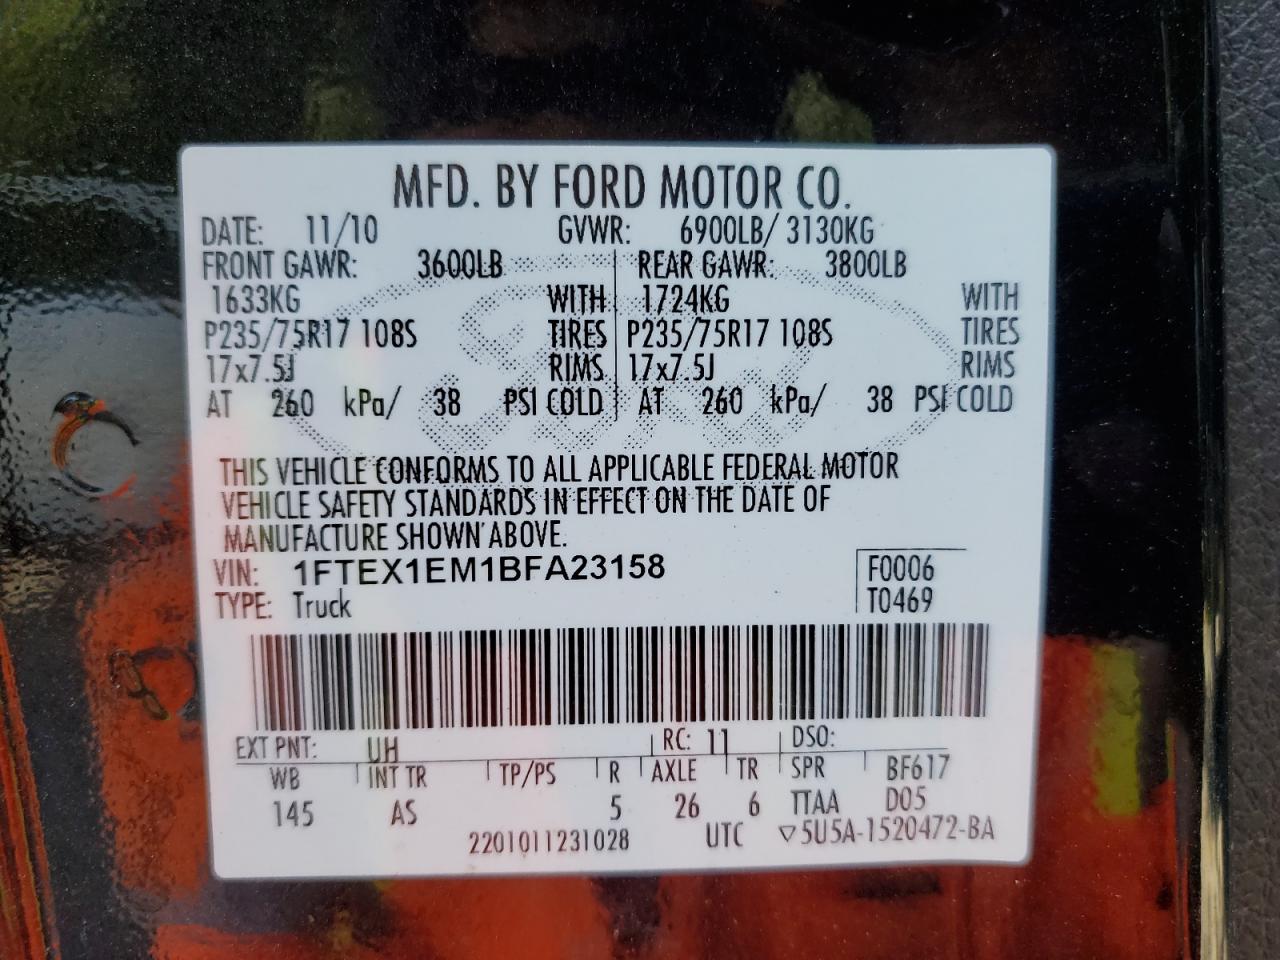 MFD. BY FORD MOTOR CO.
DATE: 11/10 GVWR: 6900LB/ 3130KG
FRONT GAWR: 3600LB REAR GAWR: 3800LB
1633KG WITH 1724KG WITH
P235/75R17 108S TIRES P235/75R17 108S TIRES
17x7.5J RIMS 17x7.5J RIMS
AT 260 kPa/ 38 PSI COLD AT 260 kPa/ 38 PSI COLD
THIS VEHICLE CONFORMS TO ALL APPLICABLE FEDERAL MOTOR
VEHICLE SAFETY STANDARDS IN EFFECT ON THE DATE OF
MANUFACTURE SHOWN ABOVE.
VIN: 1FTEX1EM1BFA23158 F0006
TYPE: Truck T0469
EXT PNT: UH RC: 11 DSO:
WB INT TR TP/PS R AXLE TR SPR BF617
145 AS 5 26 6 TTAA D05
2201011231028 UTC ▽5U5A-1520472-BA